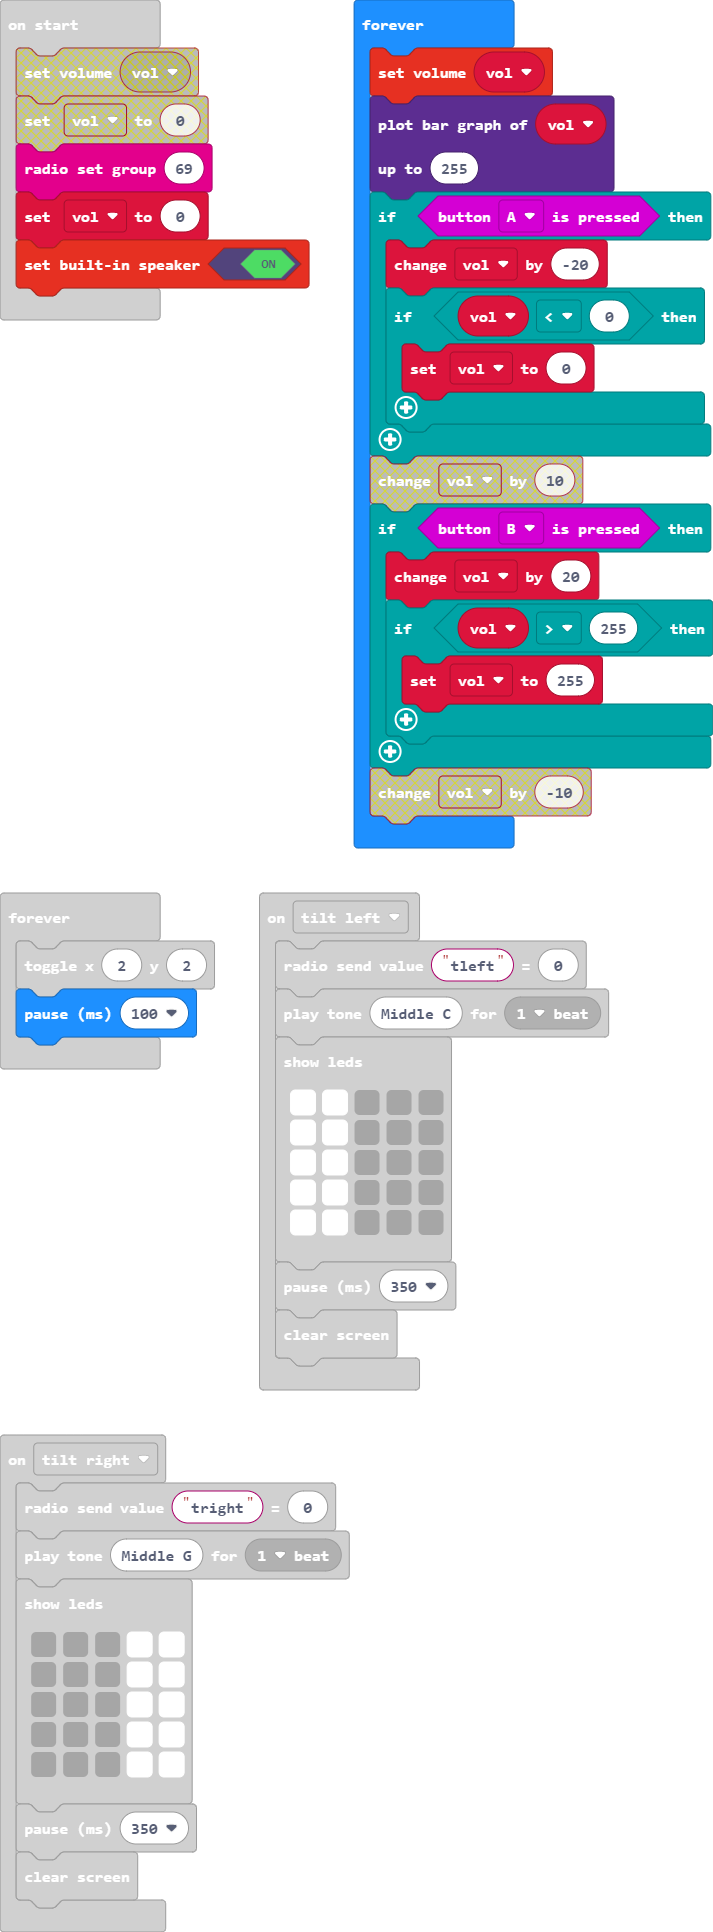 on start
set volume vol
set vol to 0
radio set group 69
set vol to 0
set built-in speaker ON
forever
set volume vol
plot bar graph of vol
up to 255
if button A is pressed then
change vol by -20
if vol < 0 then
set vol to 0
change vol by 10
if button B is pressed then
change vol by 20
if vol > 255 then
set vol to 255
change vol by -10
forever
toggle x 2 y 2
pause (ms) 100
on tilt left
radio send value "tleft" = 0
play tone Middle C for 1 beat
show leds
pause (ms) 350
clear screen
on tilt right
radio send value "tright" = 0
play tone Middle G for 1 beat
show leds
pause (ms) 350
clear screen